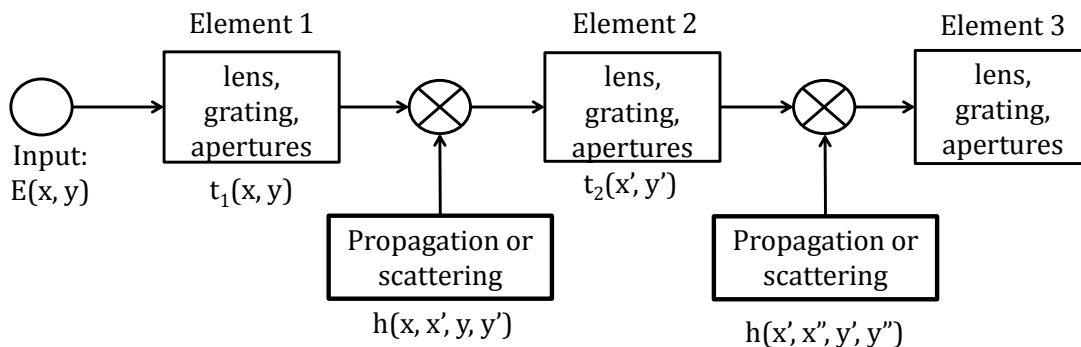 Element 1
Element 2
Element 3
lens,
grating,
apertures
lens,
grating,
apertures
lens,
grating,
apertures
Input:
E(x, y)
t₁(x, y)
t₂(x’, y’)
Propagation or
scattering
Propagation or
scattering
h(x, x’, y, y’)
h(x’, x”, y’, y”)